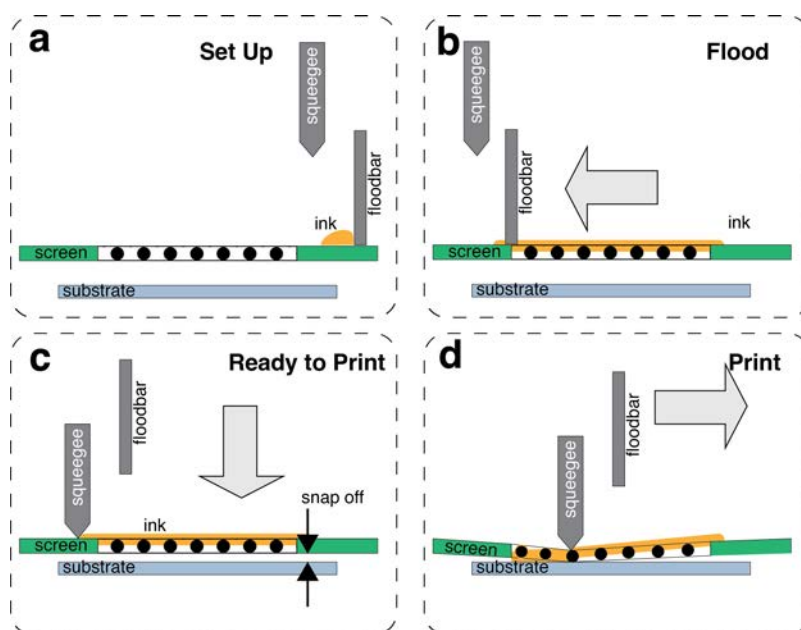 a
Set Up
squeegee
floodbar
ink
screen
substrate
b
Flood
squeegee
floodbar
ink
screen
substrate
c
Ready to Print
floodbar
squeegee
snap off
ink
screen
substrate
d
Print
floodbar
squeegee
screen
substrate